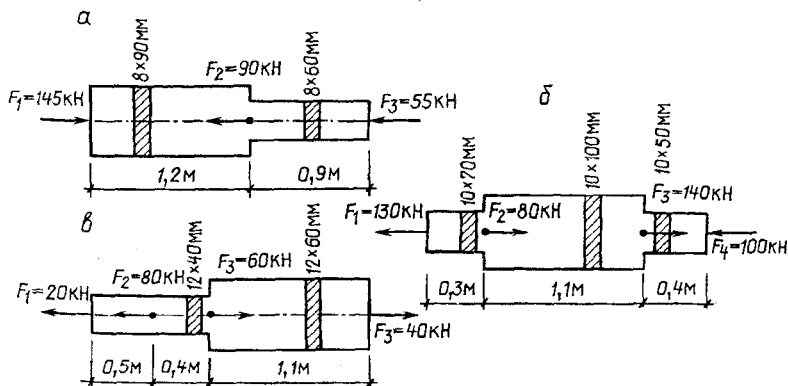 а
8×90мм
F₂=90кН
8×60мм
F₁=145кН
F₃=55кН
1,2м
0,9м
б
10×70мм
10×100мм
10×50мм
F₁=130кН
F₂=80кН
F₃=140кН
F₄=100кН
0,3м
1,1м
0,4м
в
12×40мм
12×60мм
F₁=20кН
F₂=80кН
F₃=60кН
F₃=40кН
0,5м
0,4м
1,1м